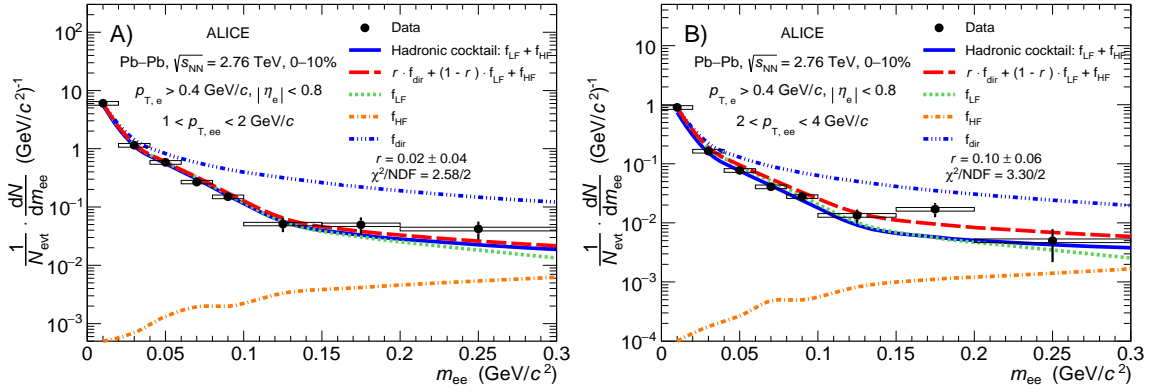 A)
ALICE
Pb–Pb, √sNN = 2.76 TeV, 0–10%
pT, e > 0.4 GeV/c, |ηe| < 0.8
1 < pT, ee < 2 GeV/c
Data
Hadronic cocktail: fLF + fHF
r · fdir + (1 - r) · fLF + fHF
fLF
fHF
fdir
r = 0.02 ± 0.04
χ²/NDF = 2.58/2
10²
10
1
10⁻¹
10⁻²
10⁻³
1/Nevt · dN/dmee (GeV/c²)⁻¹
0 0.05 0.1 0.15 0.2 0.25 0.3
mee (GeV/c²)
B)
ALICE
Pb–Pb, √sNN = 2.76 TeV, 0–10%
pT, e > 0.4 GeV/c, |ηe| < 0.8
2 < pT, ee < 4 GeV/c
Data
Hadronic cocktail: fLF + fHF
r · fdir + (1 - r) · fLF + fHF
fLF
fHF
fdir
r = 0.10 ± 0.06
χ²/NDF = 3.30/2
10
1
10⁻¹
10⁻²
10⁻³
10⁻⁴
1/Nevt · dN/dmee (GeV/c²)⁻¹
0 0.05 0.1 0.15 0.2 0.25 0.3
mee (GeV/c²)